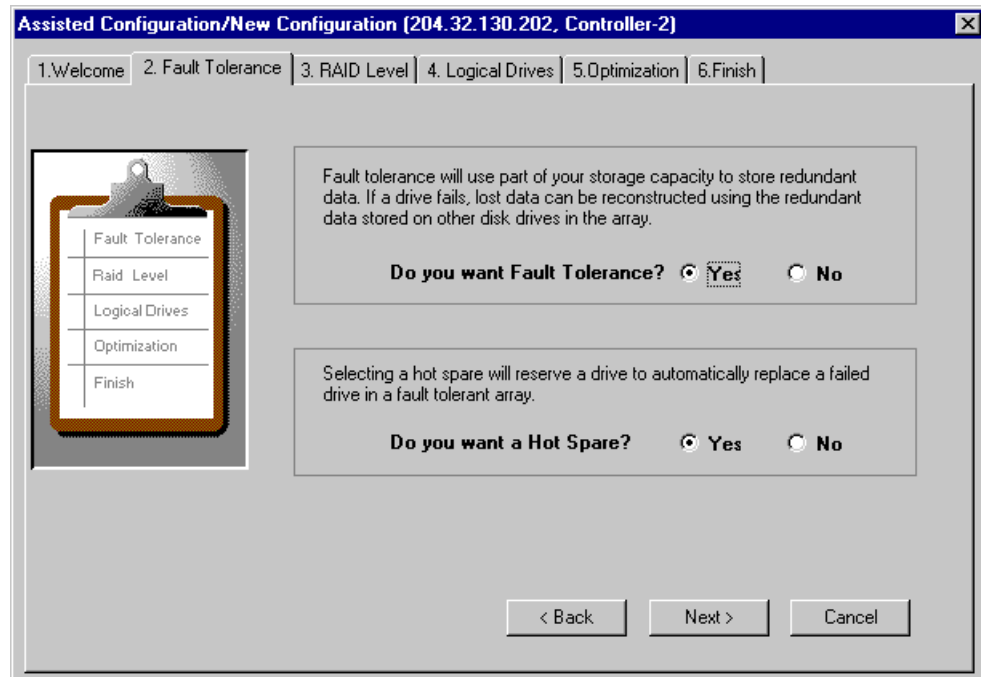 Assisted Configuration/New Configuration (204.32.130.202, Controller-2)
1.Welcome 2. Fault Tolerance 3. RAID Level 4. Logical Drives 5.Optimization 6.Finish
Fault Tolerance
Raid Level
Logical Drives
Optimization
Finish
Fault tolerance will use part of your storage capacity to store redundant
data. If a drive fails, lost data can be reconstructed using the redundant
data stored on other disk drives in the array.
Do you want Fault Tolerance? Yes No
Selecting a hot spare will reserve a drive to automatically replace a failed
drive in a fault tolerant array.
Do you want a Hot Spare? Yes No
< Back Next > Cancel